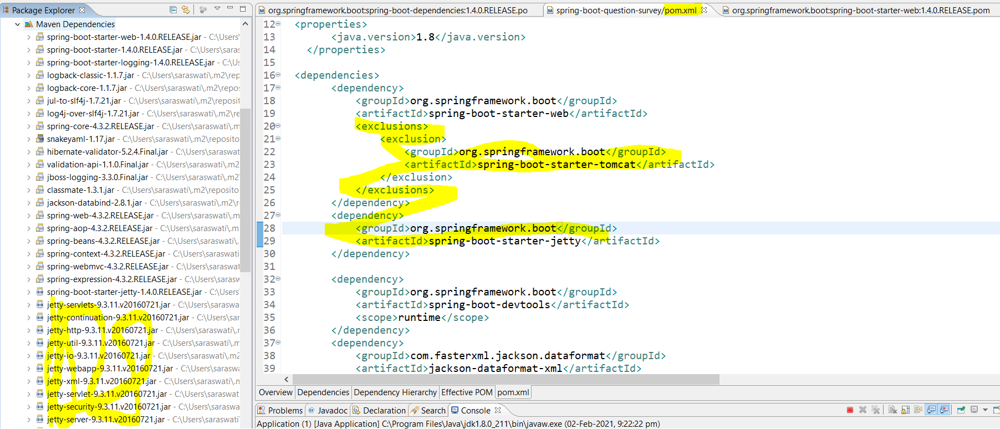 Package Explorer
Maven Dependencies
spring-boot-starter-web-1.4.0.RELEASE.jar - C:\Users\
spring-boot-starter-1.4.0.RELEASE.jar - C:\Users\saras
spring-boot-starter-logging-1.4.0.RELEASE.jar - C:\Us
logback-classic-1.1.7.jar - C:\Users\saraswati\.m2\rep
logback-core-1.1.7.jar - C:\Users\saraswati\.m2\repos
jul-to-slf4j-1.7.21.jar - C:\Users\saraswati\.m2\reposit
log4j-over-slf4j-1.7.21.jar - C:\Users\saraswati\.m2\re
spring-core-4.3.2.RELEASE.jar - C:\Users\saraswati\.m
snakeyaml-1.17.jar - C:\Users\saraswati\.m2\reposito
hibernate-validator-5.2.4.Final.jar - C:\Users\saraswati
validation-api-1.1.0.Final.jar - C:\Users\saraswati\.m2
jboss-logging-3.3.0.Final.jar - C:\Users\saraswati\.m2
classmate-1.3.1.jar - C:\Users\saraswati\.m2\reposito
jackson-databind-2.8.1.jar - C:\Users\saraswati\.m2\r
spring-web-4.3.2.RELEASE.jar - C:\Users\saraswati\.m
spring-aop-4.3.2.RELEASE.jar - C:\Users\saraswati\.m.
spring-beans-4.3.2.RELEASE.jar - C:\Users\saraswati\.
spring-context-4.3.2.RELEASE.jar - C:\Users\saraswati
spring-webmvc-4.3.2.RELEASE.jar - C:\Users\saraswati
spring-expression-4.3.2.RELEASE.jar - C:\Users\saraswa
spring-boot-starter-jetty-1.4.0.RELEASE.jar - C:\Users\
jetty-servlets-9.3.11.v20160721.jar - C:\Users\saraswa
jetty-continuation-9.3.11.v20160721.jar - C:\Users\sar
jetty-http-9.3.11.v20160721.jar - C:\Users\saraswati\.r
jetty-util-9.3.11.v20160721.jar - C:\Users\saraswati\.m
jetty-io-9.3.11.v20160721.jar - C:\Users\saraswati\.m2
jetty-webapp-9.3.11.v20160721.jar - C:\Users\saraswa
jetty-xml-9.3.11.v20160721.jar - C:\Users\saraswati\.m
jetty-servlet-9.3.11.v20160721.jar - C:\Users\saraswati
jetty-security-9.3.11.v20160721.jar - C:\Users\saraswa
jetty-server-9.3.11.v20160721.jar - C:\Users\saraswati
org.springframework.boot:spring-boot-dependencies:1.4.0.RELEASE.po
spring-boot-question-survey/pom.xml
org.springframework.boot:spring-boot-starter-web:1.4.0.RELEASE.pom
12 <properties>
13 <java.version>1.8</java.version>
14 </properties>
15
16 <dependencies>
17 <dependency>
18 <groupId>org.springframework.boot</groupId>
19 <artifactId>spring-boot-starter-web</artifactId>
20 <exclusions>
21 <exclusion>
22 <groupId>org.springframework.boot</groupId>
23 <artifactId>spring-boot-starter-tomcat</artifactId>
24 </exclusion>
25 </exclusions>
26 </dependency>
27 <dependency>
28 <groupId>org.springframework.boot</groupId>
29 <artifactId>spring-boot-starter-jetty</artifactId>
30 </dependency>
31
32 <dependency>
33 <groupId>org.springframework.boot</groupId>
34 <artifactId>spring-boot-devtools</artifactId>
35 <scope>runtime</scope>
36 </dependency>
37 <dependency>
38 <groupId>com.fasterxml.jackson.dataformat</groupId>
39 <artifactId>jackson-dataformat-xml</artifactId>
Overview Dependencies Dependency Hierarchy Effective POM pom.xml
Problems Javadoc Declaration Search Console
Application (1) [Java Application] C:\Program Files\Java\jdk1.8.0_211\bin\javaw.exe (02-Feb-2021, 9:22:22 pm)